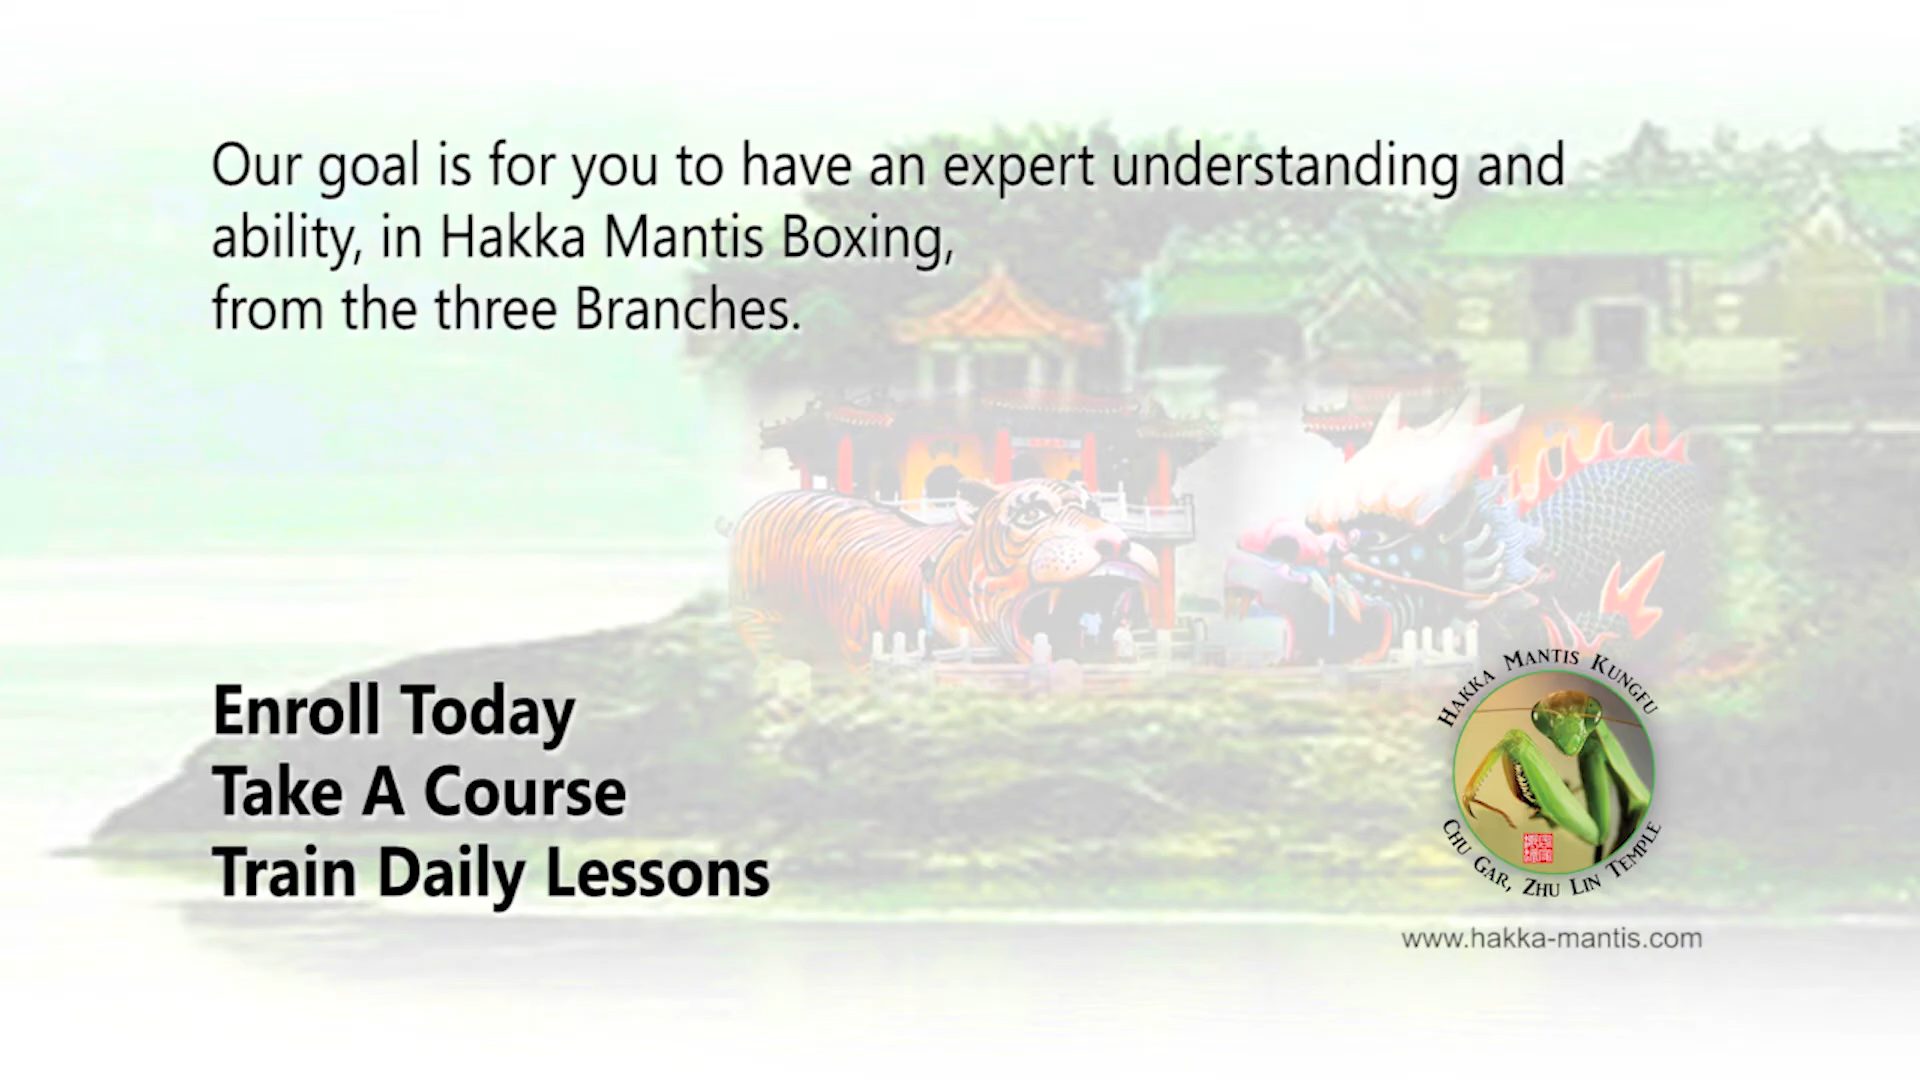 Our goal is for you to have an expert understanding and
ability, in Hakka Mantis Boxing,
from the three Branches.
Enroll Today
Take A Course
Train Daily Lessons
HAKKA MANTIS KUNGFU
CHU GAR, ZHU LIN TEMPLE
www.hakka-mantis.com